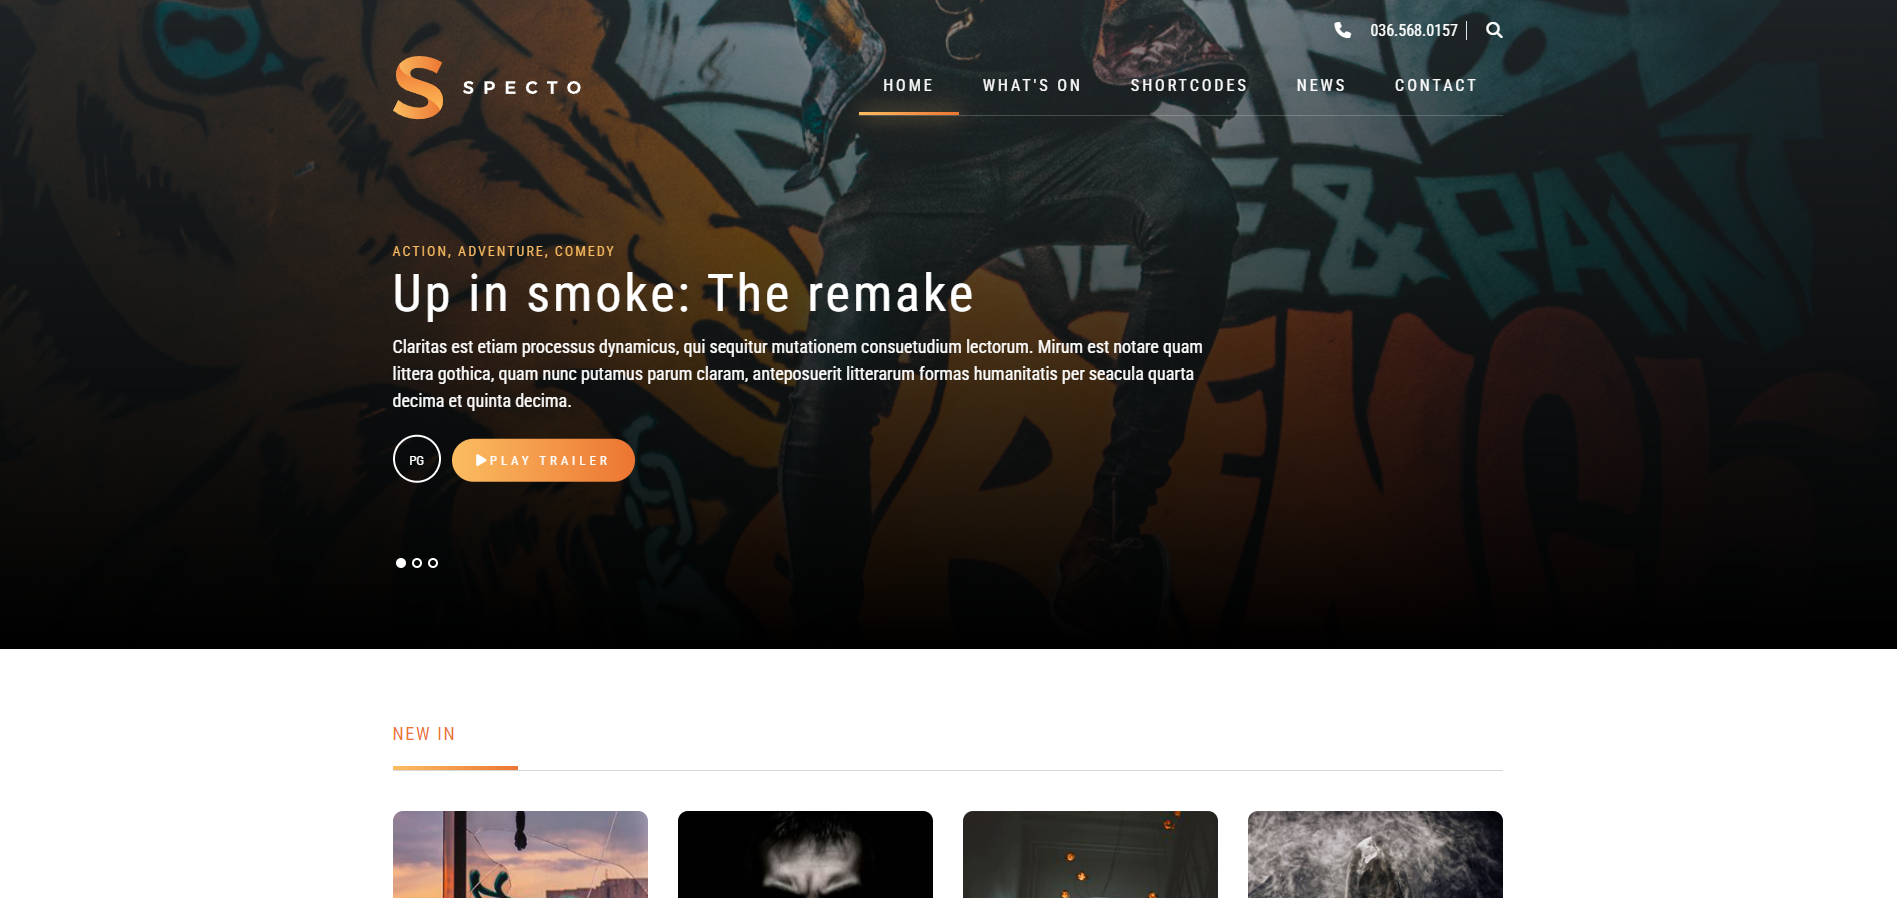 036.568.0157
SPECTO
HOME WHAT'S ON SHORTCODES NEWS CONTACT
ACTION, ADVENTURE, COMEDY
Up in smoke: The remake
Claritas est etiam processus dynamicus, qui sequitur mutationem consuetudium lectorum. Mirum est notare quam
littera gothica, quam nunc putamus parum claram, anteposuerit litterarum formas humanitatis per seacula quarta
decima et quinta decima.
PG PLAY TRAILER
& PAINT
NEW IN